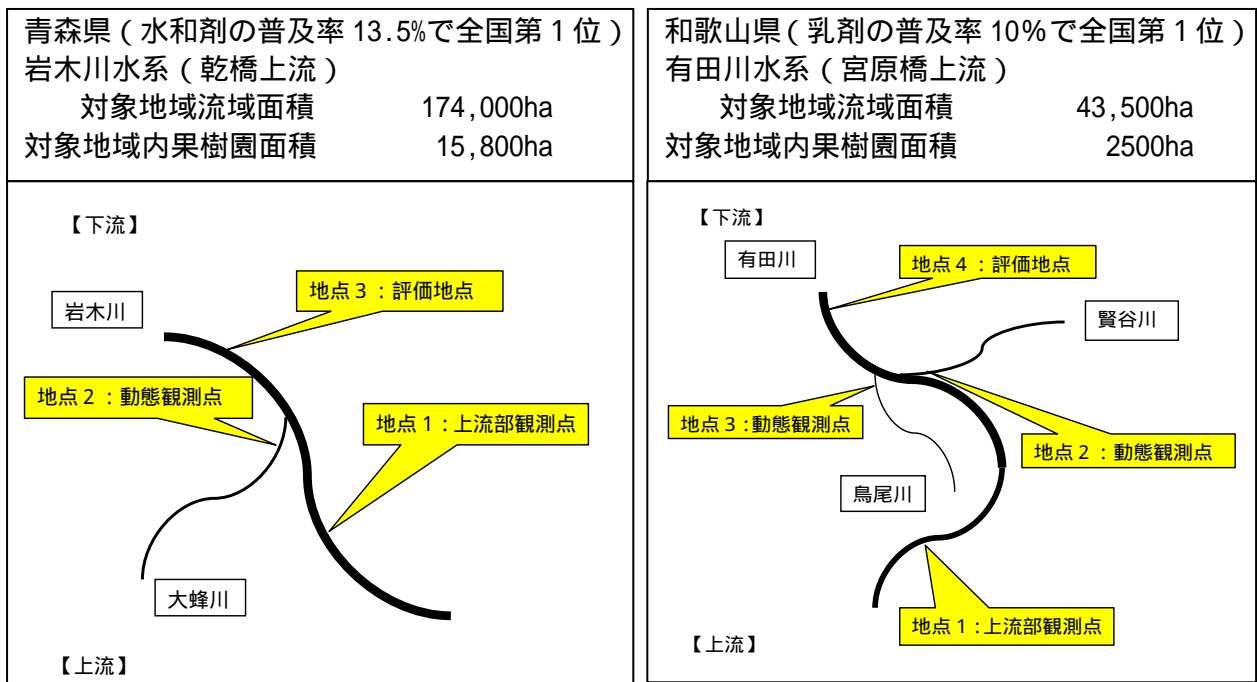 青森県（水和剤の普及率 13.5%で全国第１位）
岩木川水系（乾橋上流）
対象地域流域面積 174,000ha
対象地域内果樹園面積 15,800ha
【下流】
地点３：評価地点
岩木川
地点２：動態観測点
地点１：上流部観測点
大蜂川
【上流】
和歌山県（乳剤の普及率 10％で全国第１位）
有田川水系（宮原橋上流）
対象地域流域面積 43,500ha
対象地域内果樹園面積 2500ha
【下流】
有田川
地点４：評価地点
賢谷川
地点３：動態観測点
地点２：動態観測点
鳥尾川
地点１：上流部観測点
【上流】